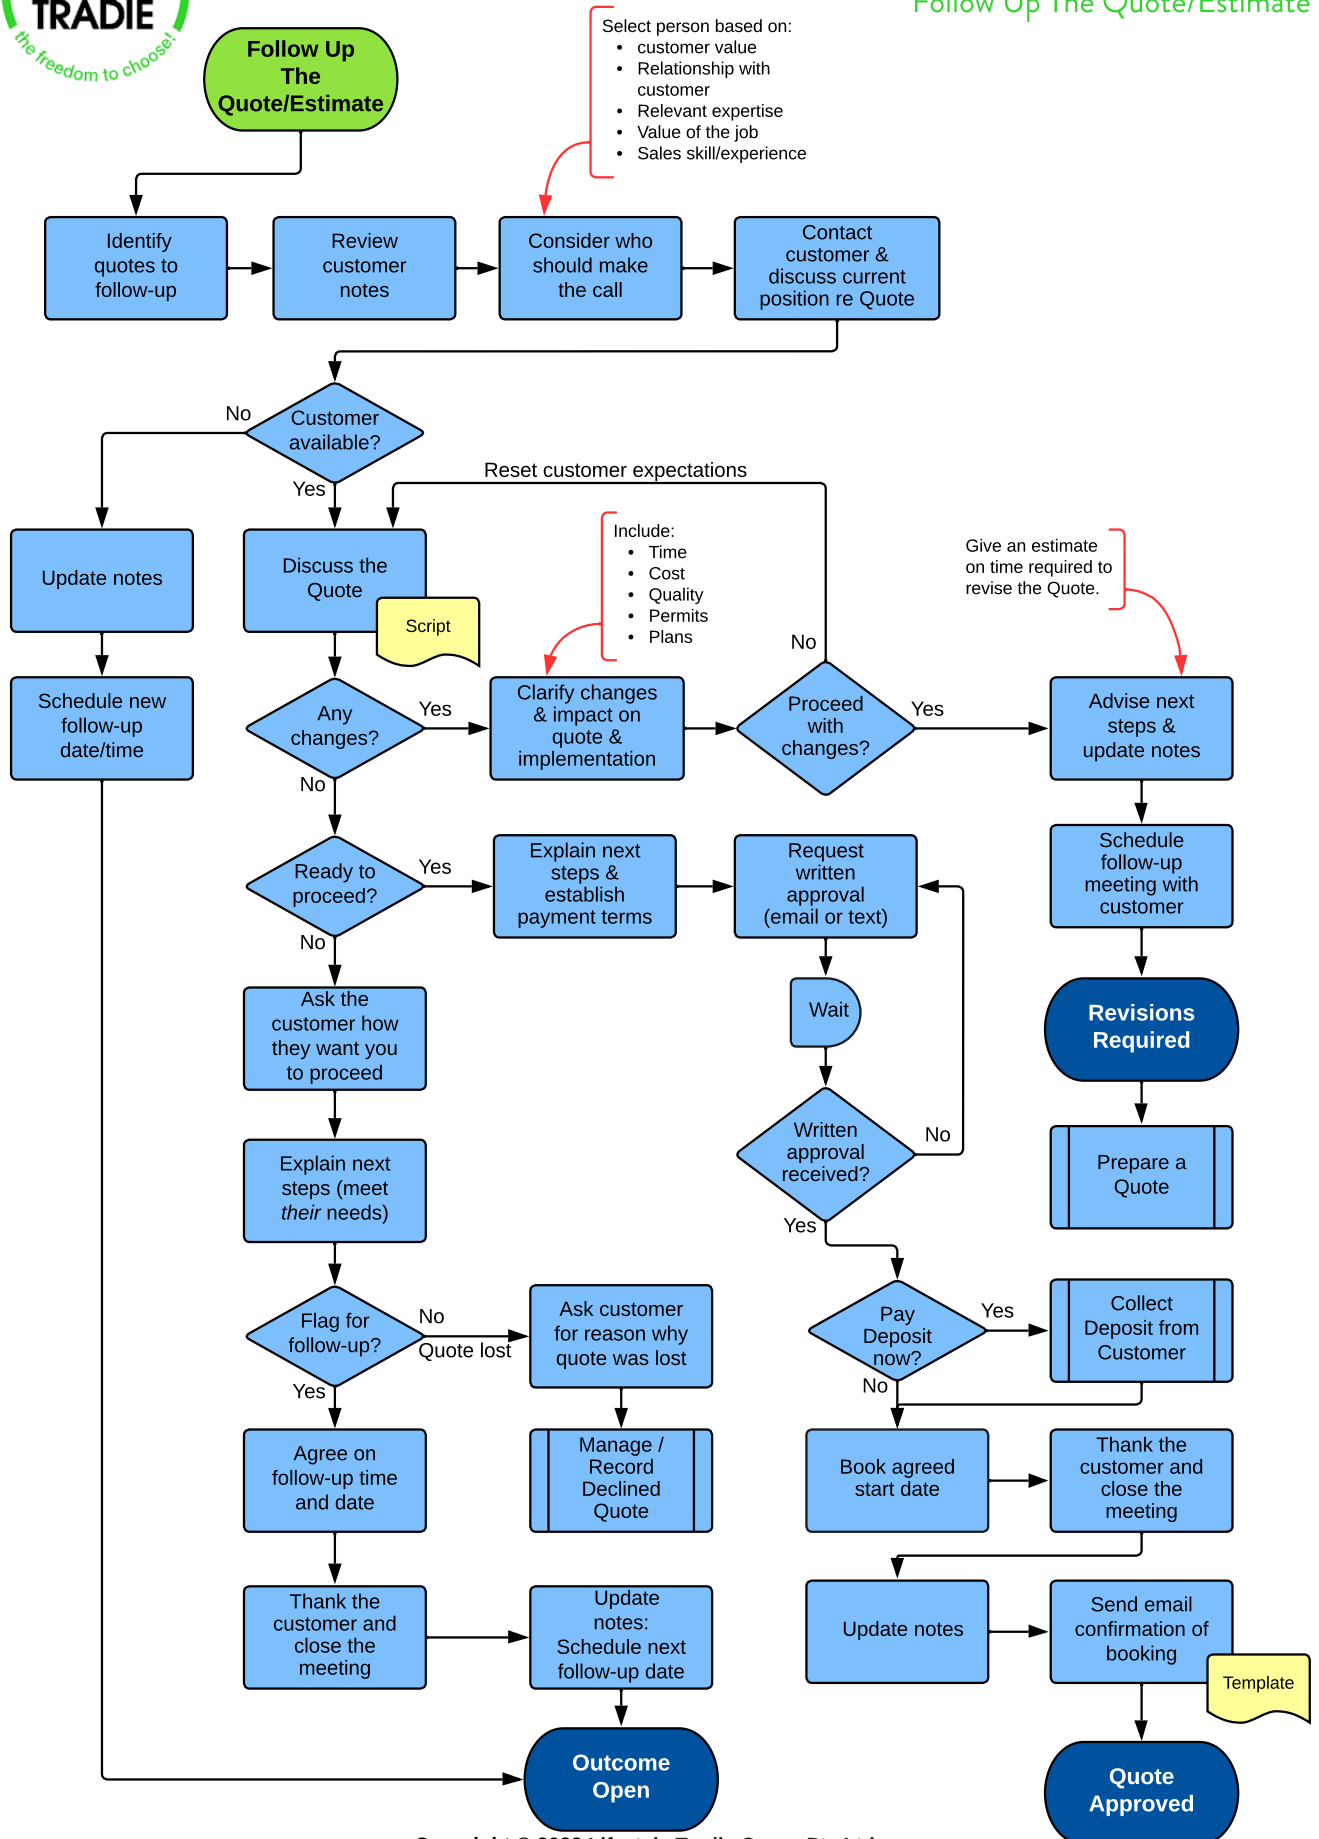 TRADIE
the freedom to choose!
Follow Up The Quote/Estimate
Follow Up
The
Quote/Estimate
Select person based on:
• customer value
• Relationship with
customer
• Relevant expertise
• Value of the job
• Sales skill/experience
Identify
quotes to
follow-up
Review
customer
notes
Consider who
should make
the call
Contact
customer &
discuss current
position re Quote
Customer
available?
No
Yes
Reset customer expectations
Update notes
Schedule new
follow-up
date/time
Discuss the
Quote
Script
Include:
• Time
• Cost
• Quality
• Permits
• Plans
Give an estimate
on time required to
revise the Quote.
Any
changes?
Yes
No
Clarify changes
& impact on
quote &
implementation
Proceed
with
changes?
No
Yes
Advise next
steps &
update notes
Schedule
follow-up
meeting with
customer
Revisions
Required
Prepare a
Quote
Ready to
proceed?
Yes
No
Explain next
steps &
establish
payment terms
Request
written
approval
(email or text)
Wait
Written
approval
received?
No
Yes
Ask the
customer how
they want you
to proceed
Explain next
steps (meet
their needs)
Flag for
follow-up?
No
Quote lost
Yes
Ask customer
for reason why
quote was lost
Manage /
Record
Declined
Quote
Pay
Deposit
now?
Yes
No
Collect
Deposit from
Customer
Agree on
follow-up time
and date
Book agreed
start date
Thank the
customer and
close the
meeting
Thank the
customer and
close the
meeting
Update
notes:
Schedule next
follow-up date
Update notes
Send email
confirmation of
booking
Template
Outcome
Open
Quote
Approved